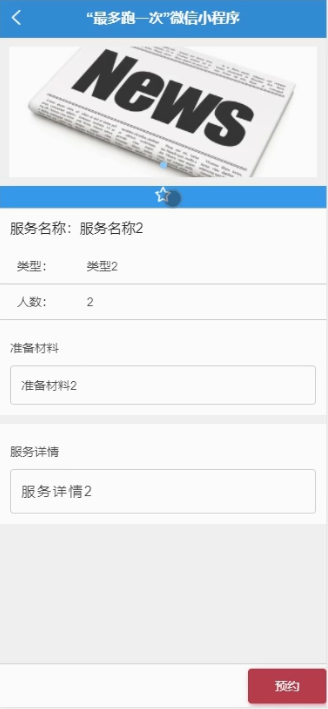 “最多跑一次”微信小程序
News
服务名称：服务名称2
类型： 类型2
人数： 2
准备材料
准备材料2
服务详情
服务详情2
预约